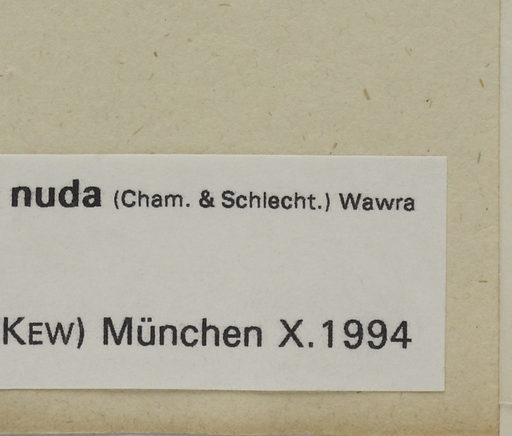 nuda (Cham. & Schlecht.) Wawra
KEW) München X.1994